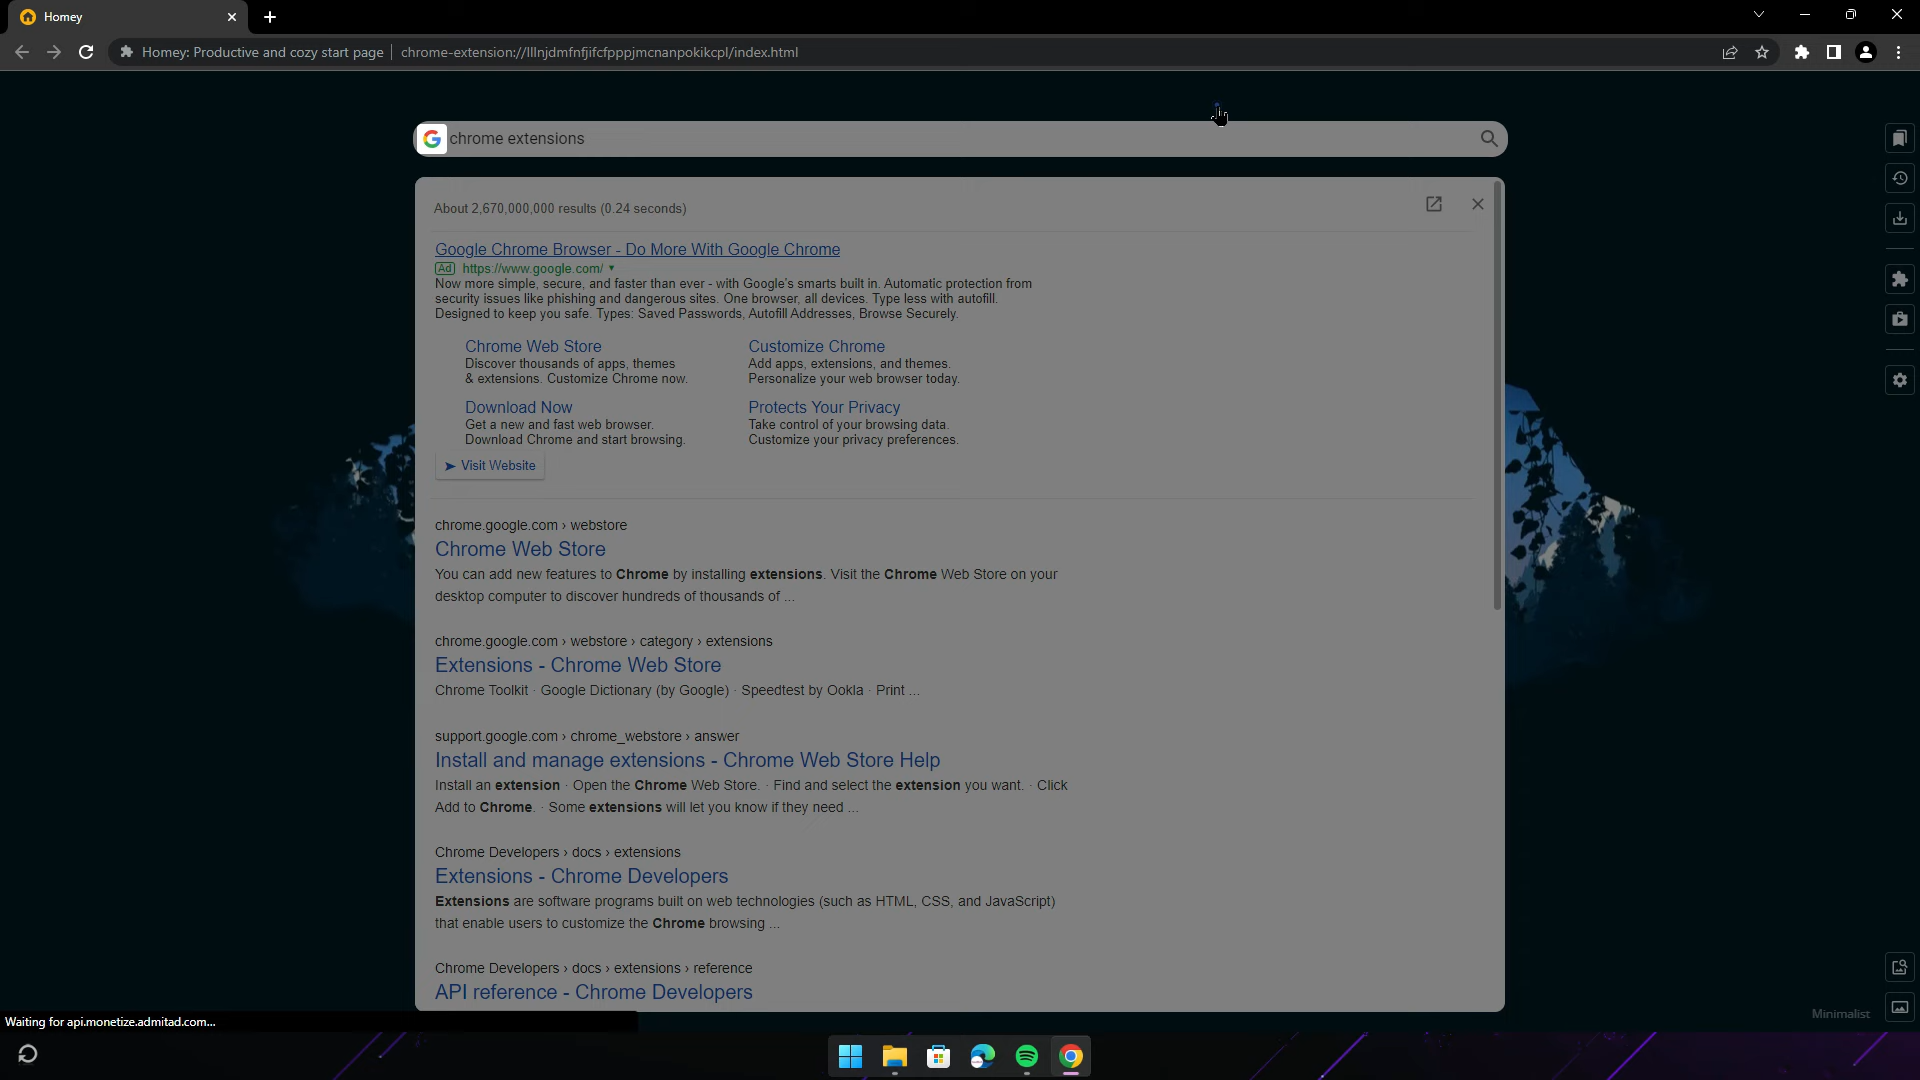 Homey
Homey: Productive and cozy start page | chrome-extension://lllnjdmfnfjifcfpppjmcnanpokikcpl/index.html
chrome extensions
About 2,670,000,000 results (0.24 seconds)
Google Chrome Browser - Do More With Google Chrome
Ad https://www.google.com/
Now more simple, secure, and faster than ever - with Google's smarts built in. Automatic protection from
security issues like phishing and dangerous sites. One browser, all devices. Type less with autofill.
Designed to keep you safe. Types: Saved Passwords, Autofill Addresses, Browse Securely.
Chrome Web Store
Discover thousands of apps, themes
& extensions. Customize Chrome now.
Customize Chrome
Add apps, extensions, and themes.
Personalize your web browser today.
Download Now
Get a new and fast web browser.
Download Chrome and start browsing.
Protects Your Privacy
Take control of your browsing data.
Customize your privacy preferences.
Visit Website
chrome.google.com › webstore
Chrome Web Store
You can add new features to Chrome by installing extensions. Visit the Chrome Web Store on your
desktop computer to discover hundreds of thousands of ...
chrome.google.com › webstore › category › extensions
Extensions - Chrome Web Store
Chrome Toolkit · Google Dictionary (by Google) · Speedtest by Ookla · Print ...
support.google.com › chrome_webstore › answer
Install and manage extensions - Chrome Web Store Help
Install an extension · Open the Chrome Web Store. · Find and select the extension you want. · Click
Add to Chrome. · Some extensions will let you know if they need ...
Chrome Developers › docs › extensions
Extensions - Chrome Developers
Extensions are software programs built on web technologies (such as HTML, CSS, and JavaScript)
that enable users to customize the Chrome browsing ...
Chrome Developers › docs › extensions › reference
API reference - Chrome Developers
Minimalist
Waiting for api.monetize.admitad.com...